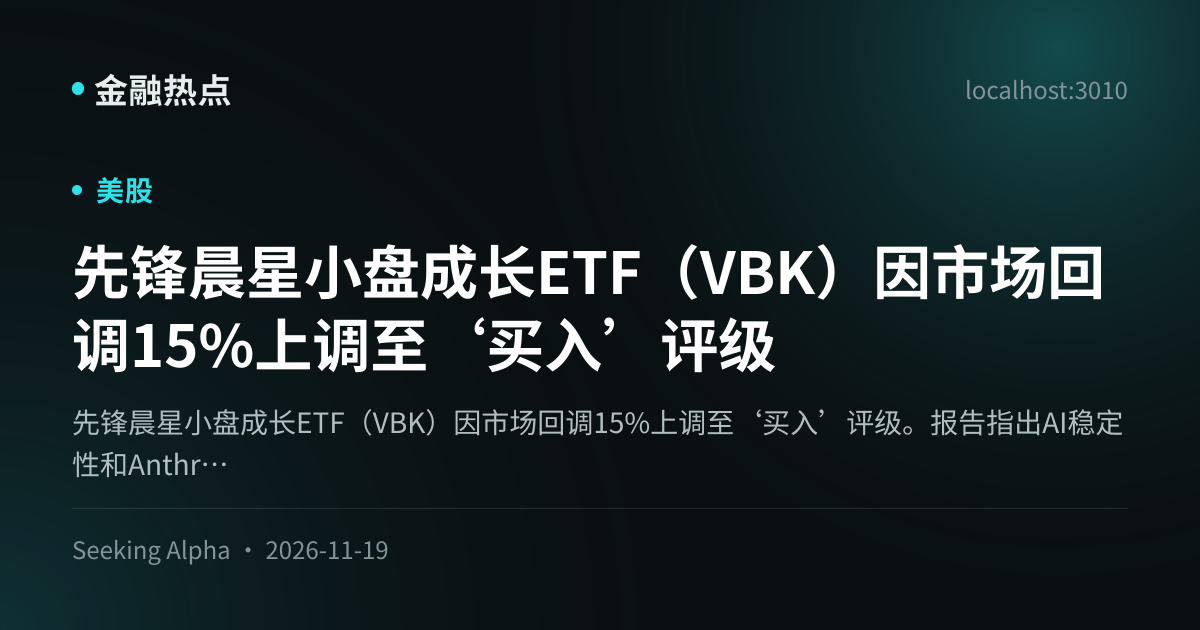 金融热点
localhost:3010
美股
先锋晨星小盘成长ETF（VBK）因市场回
调15%上调至‘买入’评级
先锋晨星小盘成长ETF（VBK）因市场回调15%上调至‘买入’评级。报告指出AI稳定
性和Anthr…
Seeking Alpha • 2026-11-19